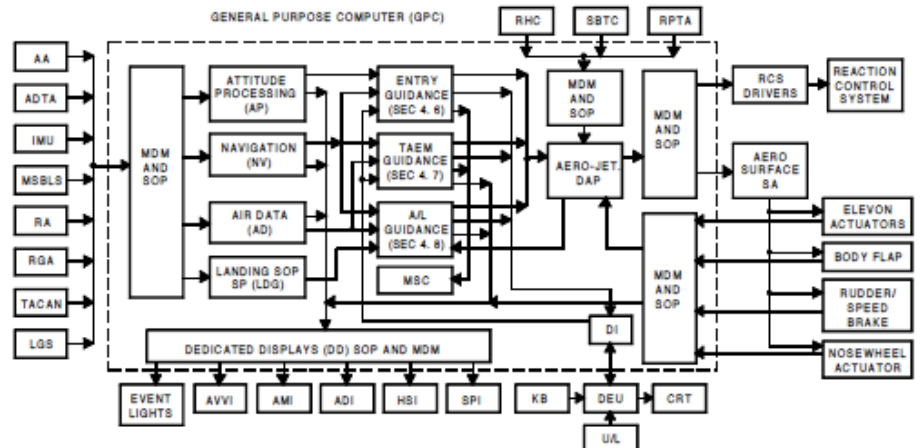 GENERAL PURPOSE COMPUTER (GPC)
RHC
SBTC
RPTA
AA
ADTA
IMU
MSBLS
RA
RGA
TACAN
LGS
MDM
AND
SOP
ATTITUDE
PROCESSING
(AP)
NAVIGATION
(NV)
AIR DATA
(AD)
LANDING SOP
SP (LDG)
ENTRY
GUIDANCE
(SEC 4. 6)
TAEM
GUIDANCE
(SEC 4. 7)
A/L
GUIDANCE
(SEC 4. 8)
MSC
MDM
AND
SOP
AERO-JET.
DAP
MDM
AND
SOP
MDM
AND
SOP
RCS
DRIVERS
REACTION
CONTROL
SYSTEM
AERO
SURFACE
SA
ELEVON
ACTUATORS
BODY FLAP
RUDDER/
SPEED
BRAKE
NOSEWHEEL
ACTUATOR
DI
DEDICATED DISPLAYS (DD) SOP AND MDM
EVENT
LIGHTS
AVVI
AMI
ADI
HSI
SPI
KB
DEU
CRT
U/L